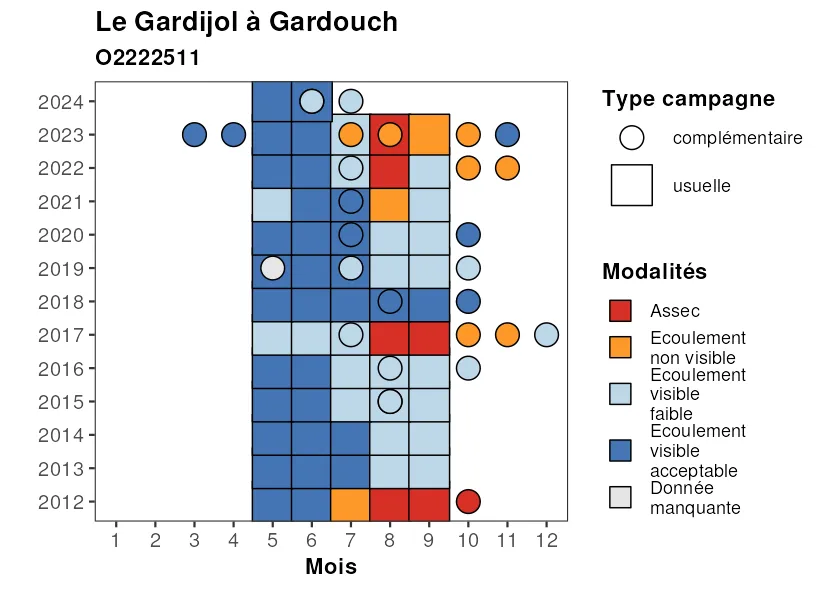 Le Gardijol à Gardouch
O2222511
2024
2023
2022
2021
2020
2019
2018
2017
2016
2015
2014
2013
2012
1 2 3 4 5 6 7 8 9 10 11 12
Mois
Type campagne
complémentaire
usuelle
Modalités
Assec
Ecoulement
non visible
Ecoulement
visible
faible
Ecoulement
visible
acceptable
Donnée
manquante